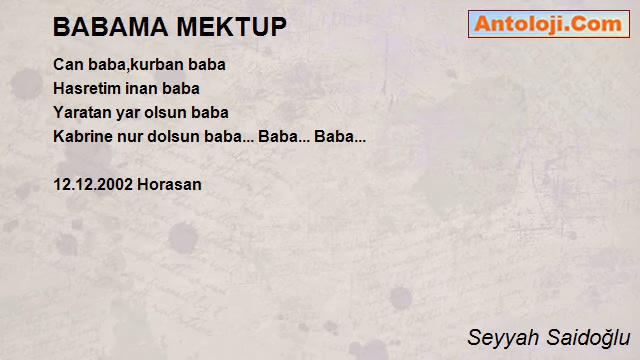 BABAMA MEKTUP
Antoloji.Com
Can baba,kurban baba
Hasretim inan baba
Yaratan yar olsun baba
Kabrine nur dolsun baba... Baba... Baba...
12.12.2002 Horasan
Seyyah Saidoğlu